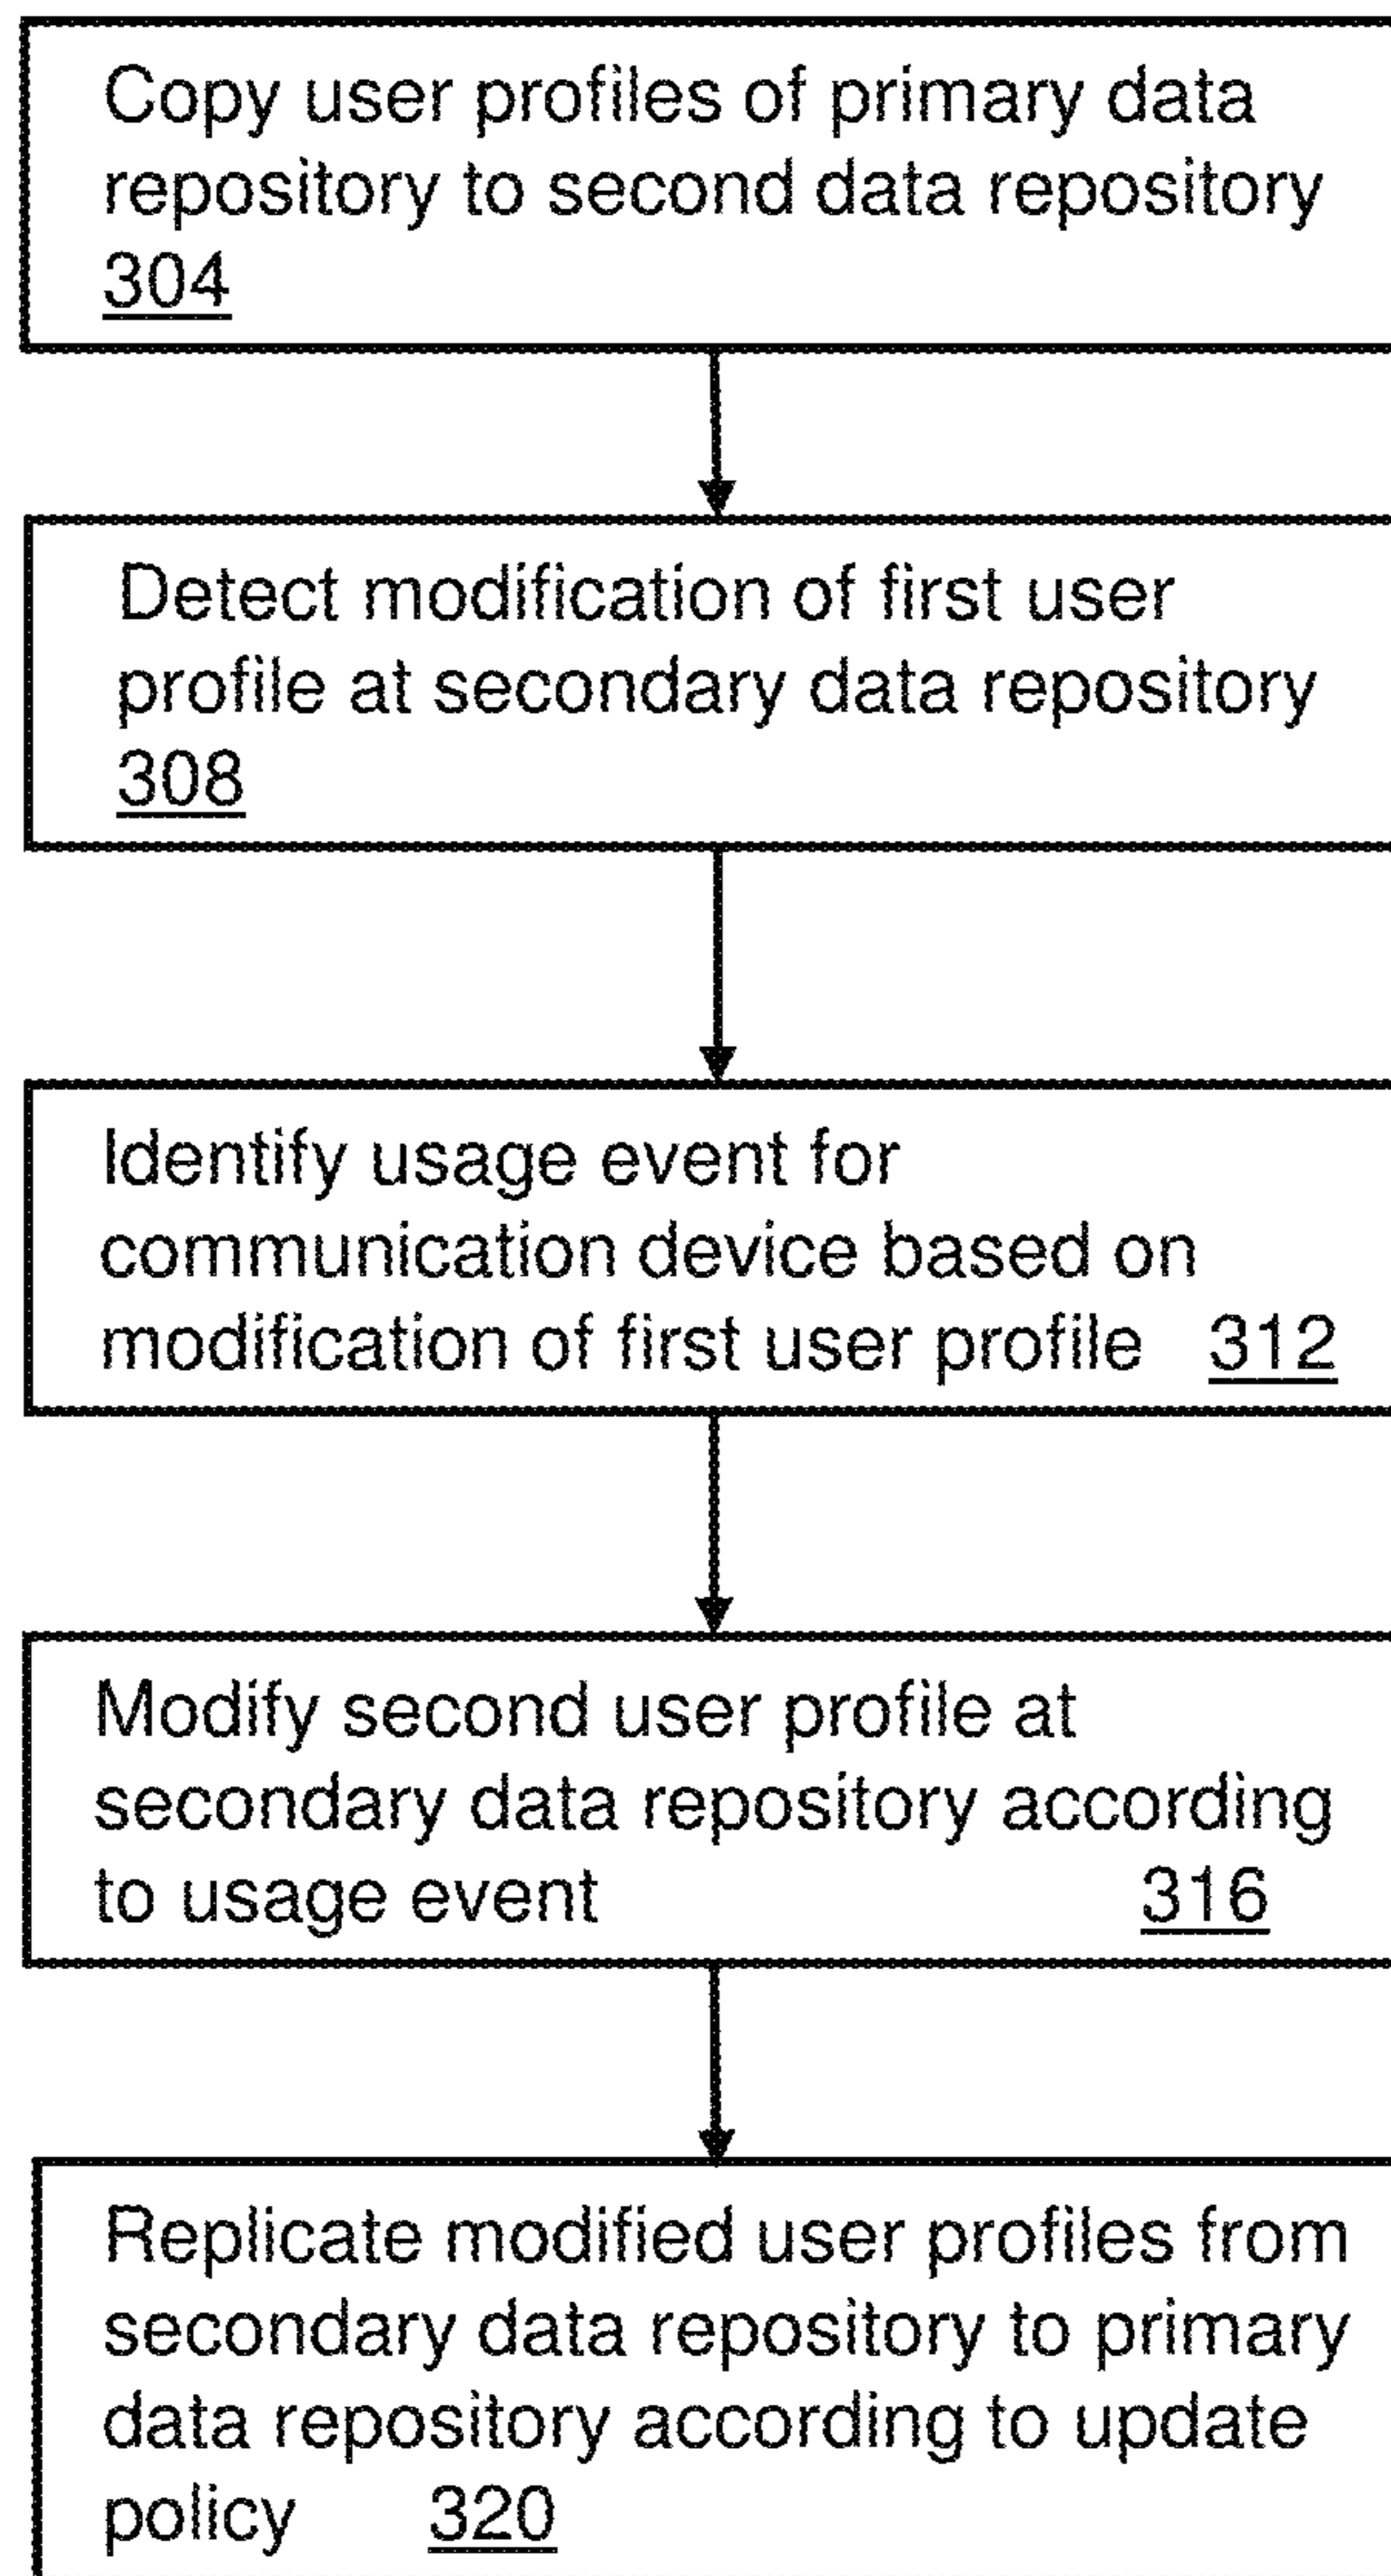 Copy user profiles of primary data
repository to second data repository
304
Detect modification of first user
profile at secondary data repository
308
Identify usage event for
communication device based on
modification of first user profile 312
Modify second user profile at
secondary data repository according
to usage event 316
Replicate modified user profiles from
secondary data repository to primary
data repository according to update
policy 320